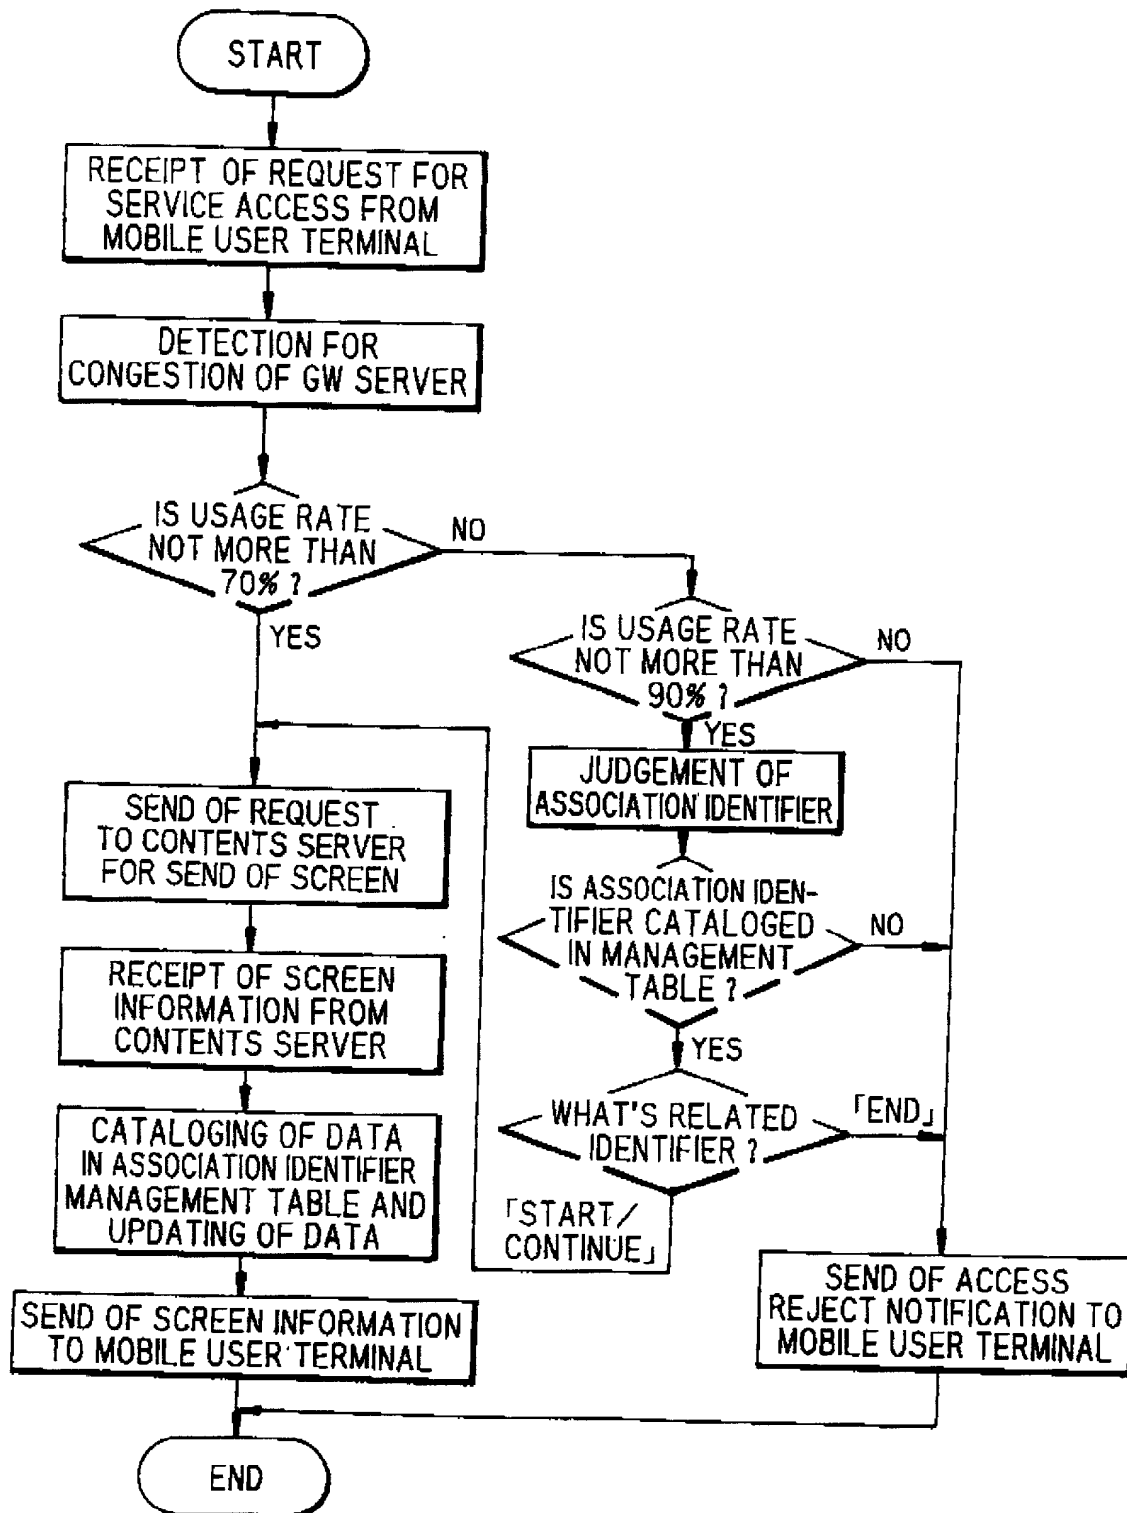 START
RECEIPT OF REQUEST FOR
SERVICE ACCESS FROM
MOBILE USER TERMINAL
DETECTION FOR
CONGESTION OF GW SERVER
IS USAGE RATE
NOT MORE THAN
70% ?
NO
YES
IS USAGE RATE
NOT MORE THAN
90% ?
NO
YES
JUDGEMENT OF
ASSOCIATION IDENTIFIER
IS ASSOCIATION IDEN-
TIFIER CATALOGED
IN MANAGEMENT
TABLE ?
NO
YES
WHAT'S RELATED
IDENTIFIER ?
「END」
「START/
CONTINUE」
SEND OF REQUEST
TO CONTENTS SERVER
FOR SEND OF SCREEN
RECEIPT OF SCREEN
INFORMATION FROM
CONTENTS SERVER
CATALOGING OF DATA
IN ASSOCIATION IDENTIFIER
MANAGEMENT TABLE AND
UPDATING OF DATA
SEND OF SCREEN INFORMATION
TO MOBILE USER TERMINAL
SEND OF ACCESS
REJECT NOTIFICATION TO
MOBILE USER TERMINAL
END